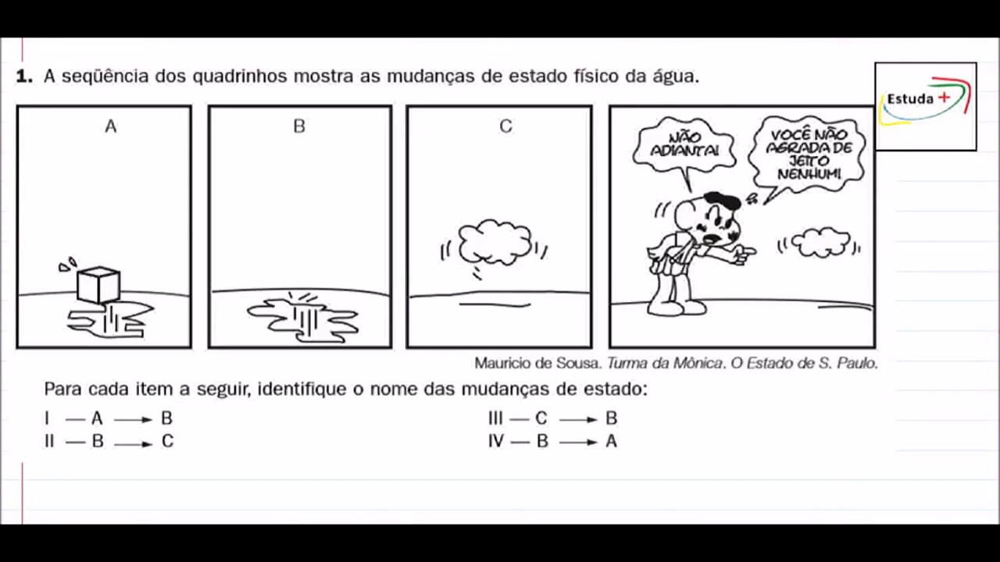 1. A seqüência dos quadrinhos mostra as mudanças de estado físico da água.
Estuda +
A
B
C
NÃO
ADIANTA!
VOCÊ NÃO
AGRADA DE
JEITO
NENHUM!
Mauricio de Sousa. Turma da Mônica. O Estado de S. Paulo.
Para cada item a seguir, identifique o nome das mudanças de estado:
I — A → B
II — B → C
III — C → B
IV — B → A